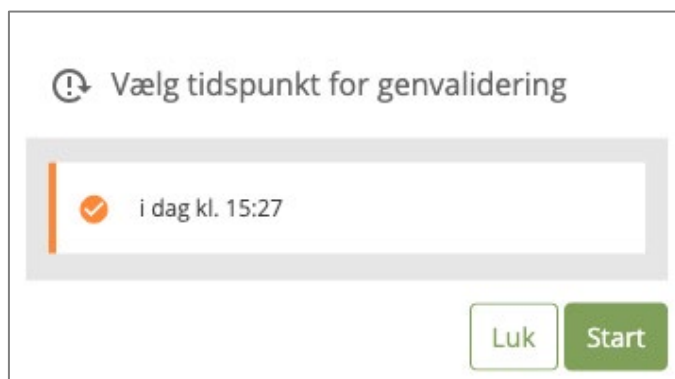 Vælg tidspunkt for genvalidering
i dag kl. 15:27
Luk Start